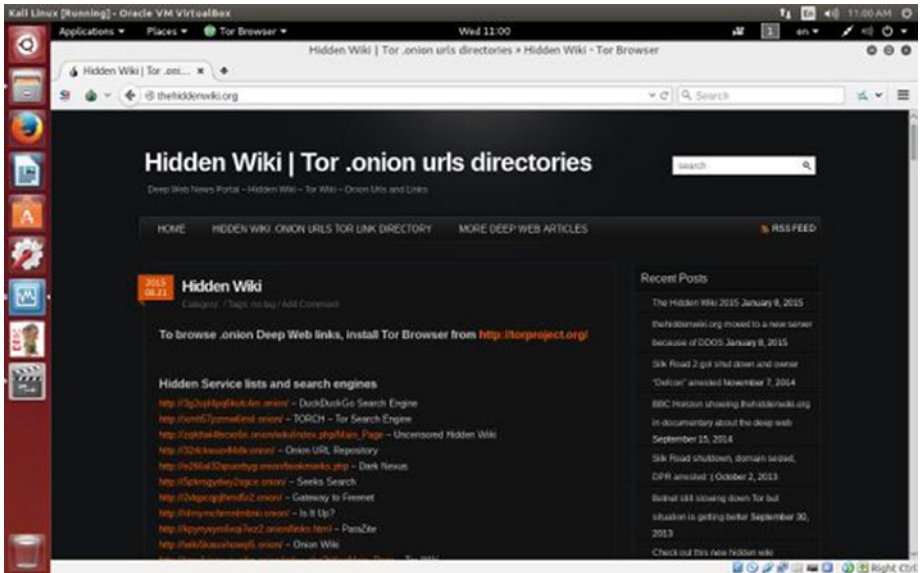 Kali Linux [Running] - Oracle VM VirtualBox
11:00 AM
Applications Places Tor Browser
Wed 11:00
1 en
Hidden Wiki | Tor .onion urls directories » Hidden Wiki - Tor Browser
Hidden Wiki | Tor .oni...
thehiddenwiki.org
Search
Hidden Wiki | Tor .onion urls directories
search
Deep Web News Portal – Hidden Wiki – Tor Wiki – Onion Urls and Links
HOME HIDDEN WIKI .ONION URLS TOR LINK DIRECTORY MORE DEEP WEB ARTICLES
RSS FEED
2015
08.21
Hidden Wiki
Category: / Tags: no tag / Add Comment
To browse .onion Deep Web links, install Tor Browser from http://torproject.org/
Hidden Service lists and search engines
– DuckDuckGo Search Engine
– TORCH – Tor Search Engine
– Uncensored Hidden Wiki
– Onion URL Repository
– Dark Nexus
– Seeks Search
– Gateway to Freenet
– Is It Up?
– ParaZite
– Onion Wiki
Recent Posts
The Hidden Wiki 2015 January 8, 2015
thehiddenwiki.org moved to a new server
because of DDOS January 8, 2015
Silk Road 2 got shut down and owner
"Defcon" arrested November 7, 2014
BBC Horizon showing thehiddenwiki.org
in documentary about the deep web
September 15, 2014
Silk Road shutdown, domain seized,
DPR arrested :( October 2, 2013
Botnet still slowing down Tor but
situation is getting better September 30,
2013
Check out this new hidden wiki
Right Ctrl